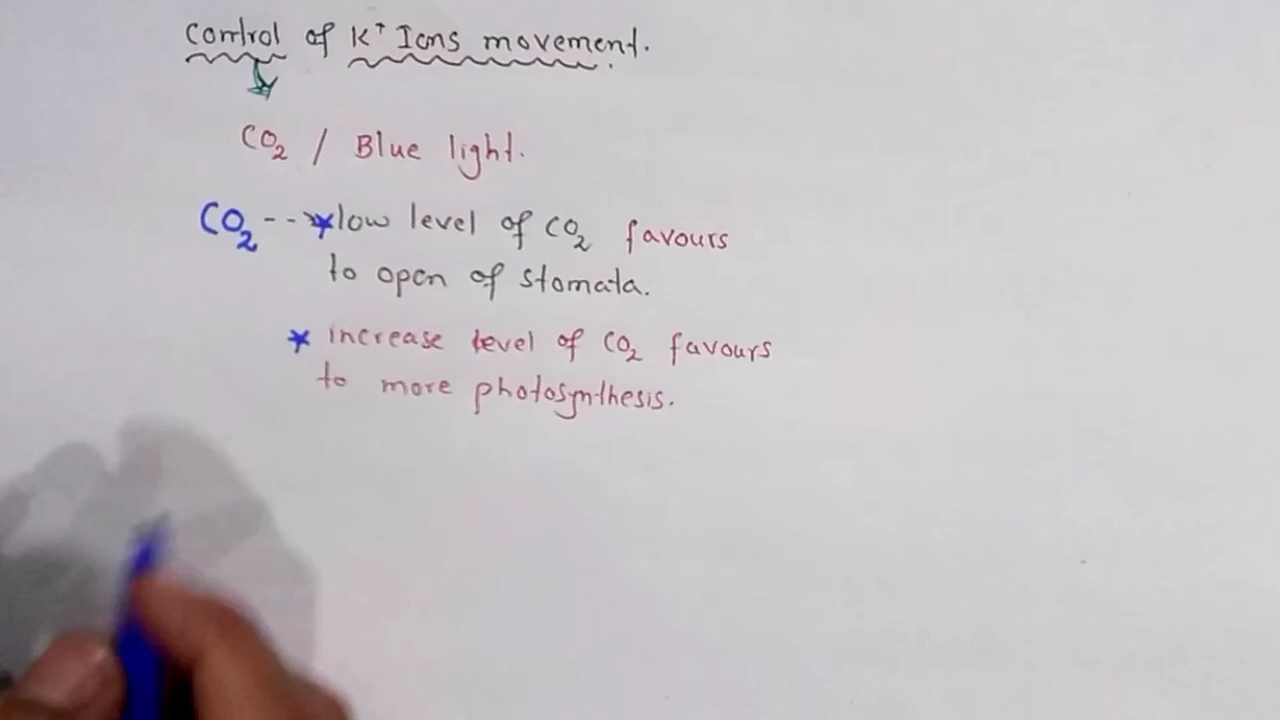 control of K⁺ Ions movement.
CO₂ / Blue light.
CO₂ --→ * low level of CO₂ favours
to open of stomata.
* increase level of CO₂ favours
to more photosynthesis.